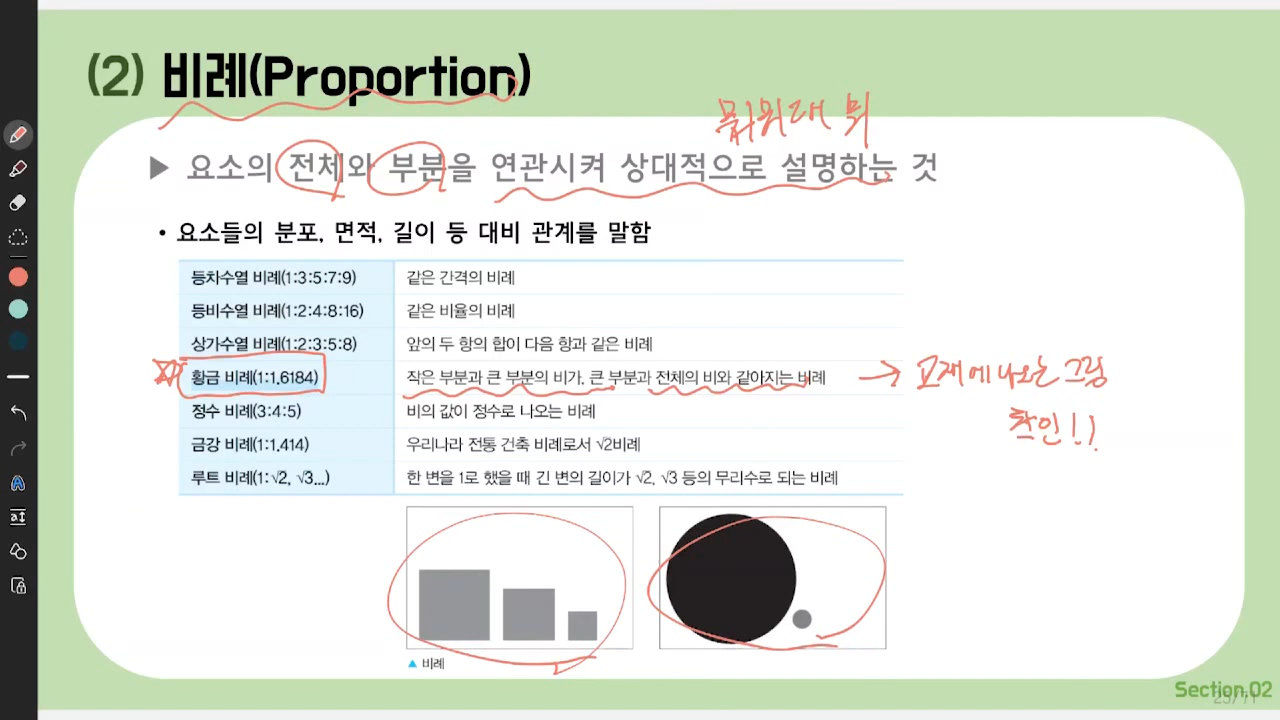 (2) 비례(Proportion)
▶ 요소의 전체와 부분을 연관시켜 상대적으로 설명하는 것
• 요소들의 분포, 면적, 길이 등 대비 관계를 말함
등차수열 비례(1:3:5:7:9) 같은 간격의 비례
등비수열 비례(1:2:4:8:16) 같은 비율의 비례
상가수열 비례(1:2:3:5:8) 앞의 두 항의 합이 다음 항과 같은 비례
황금 비례(1:1.6184) 작은 부분과 큰 부분의 비가, 큰 부분과 전체의 비와 같아지는 비례
→ 교재에 나오는 그림
확인!!
정수 비례(3:4:5) 비의 값이 정수로 나오는 비례
금강 비례(1:1.414) 우리나라 전통 건축 비례로서 √2비례
루트 비례(1:√2, √3...) 한 변을 1로 했을 때 긴 변의 길이가 √2, √3 등의 무리수로 되는 비례
▲ 비례
Section 02